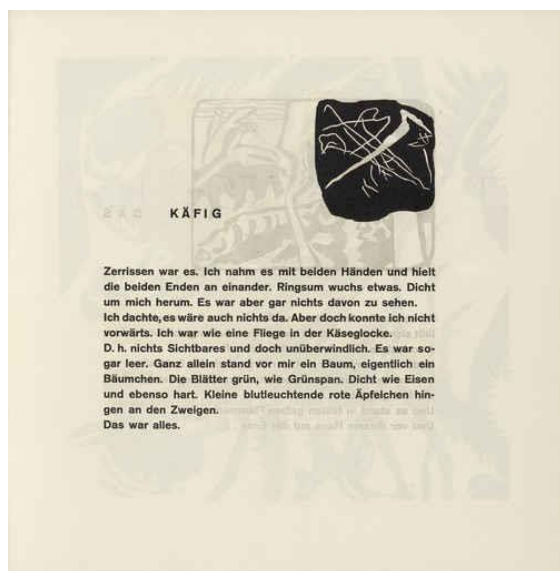 KÄFIG
Zerrissen war es. Ich nahm es mit beiden Händen und hielt
die beiden Enden an einander. Ringsum wuchs etwas. Dicht
um mich herum. Es war aber gar nichts davon zu sehen.
Ich dachte, es wäre auch nichts da. Aber doch konnte ich nicht
vorwärts. Ich war wie eine Fliege in der Käseglocke.
D. h. nichts Sichtbares und doch unüberwindlich. Es war so-
gar leer. Ganz allein stand vor mir ein Baum, eigentlich ein
Bäumchen. Die Blätter grün, wie Grünspan. Dicht wie Eisen
und ebenso hart. Kleine blutleuchtende rote Äpfelchen hin-
gen an den Zweigen.
Das war alles.